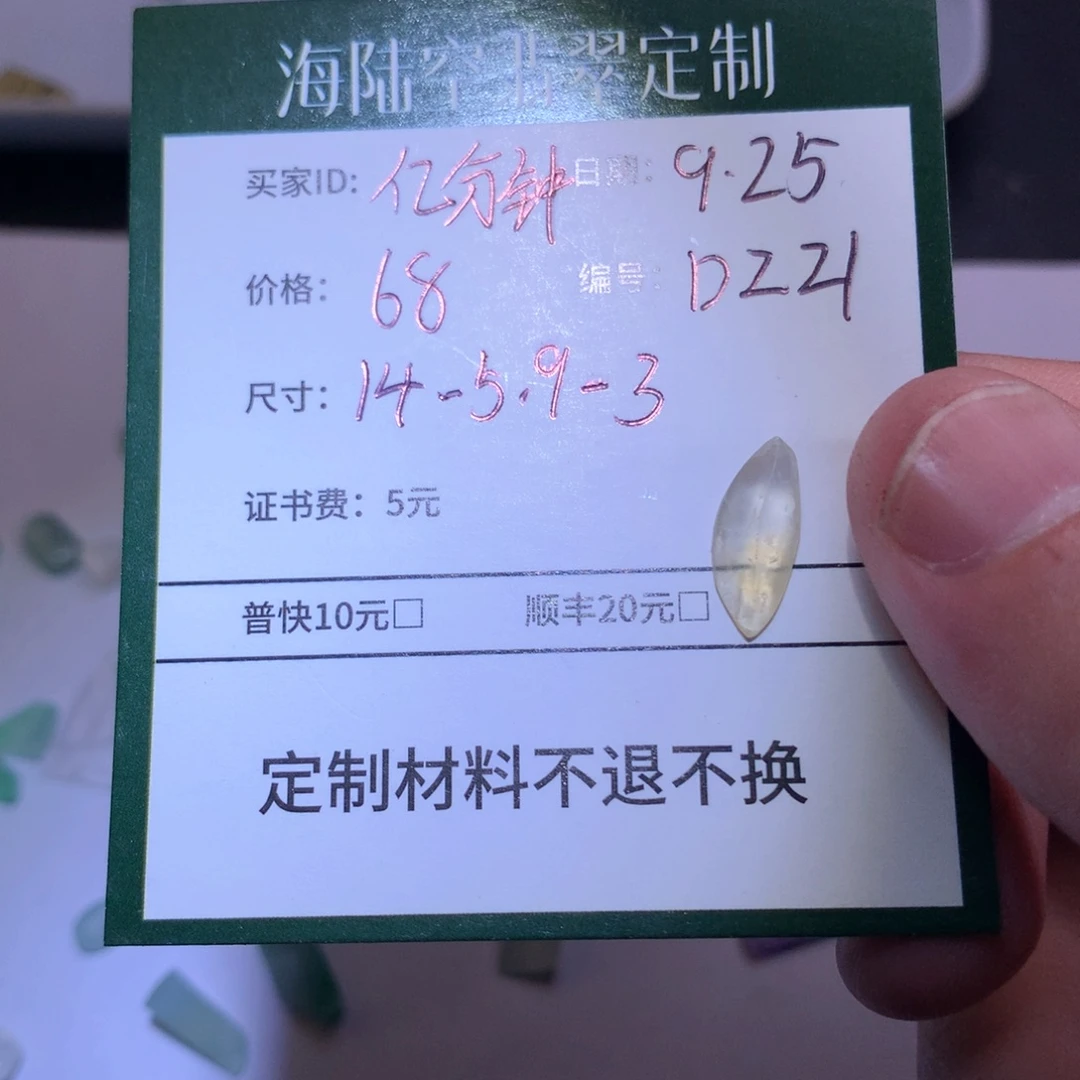 海陆空翡翠定制
买家ID: 亿分钟 日期: 9.25
价格: 68 编号: DZ21
尺寸: 14-5.9-3
证书费: 5元
普快10元□ 顺丰20元□
定制材料不退不换